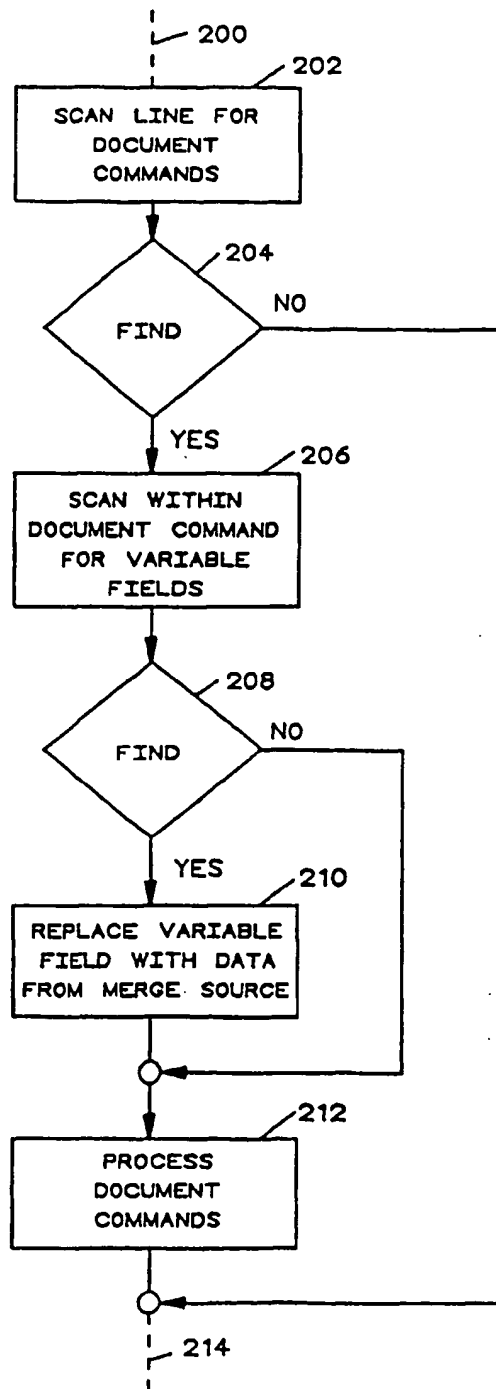 200
202
SCAN LINE FOR
DOCUMENT
COMMANDS
204
NO
FIND
YES
206
SCAN WITHIN
DOCUMENT COMMAND
FOR VARIABLE
FIELDS
208
NO
FIND
YES
210
REPLACE VARIABLE
FIELD WITH DATA
FROM MERGE SOURCE
212
PROCESS
DOCUMENT
COMMANDS
214